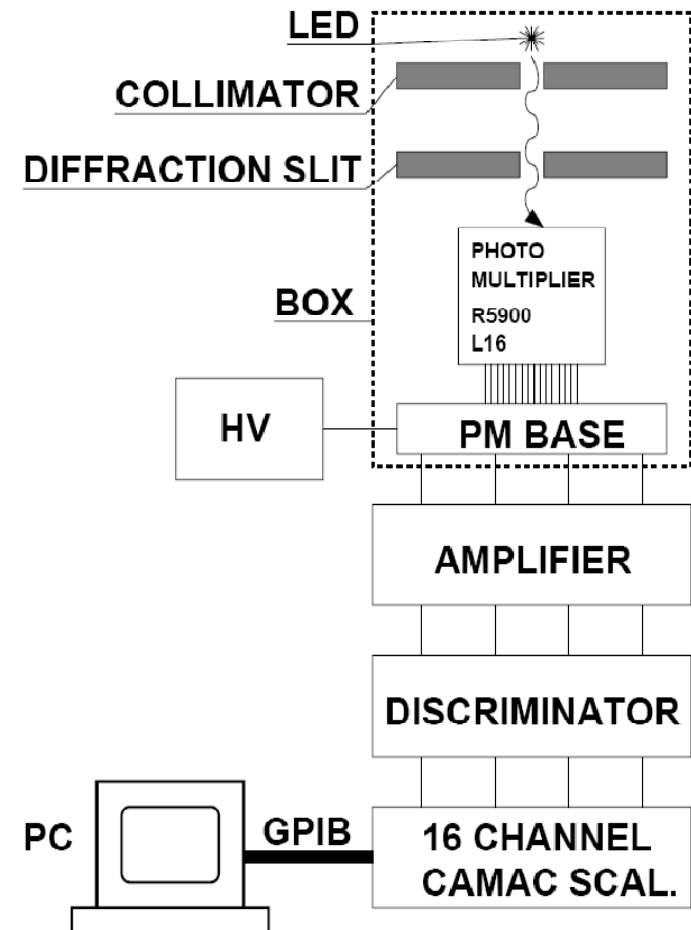 LED
COLLIMATOR
DIFFRACTION SLIT
PHOTO
MULTIPLIER
R5900
L16
BOX
HV
PM BASE
AMPLIFIER
DISCRIMINATOR
PC
GPIB
16 CHANNEL
CAMAC SCAL.